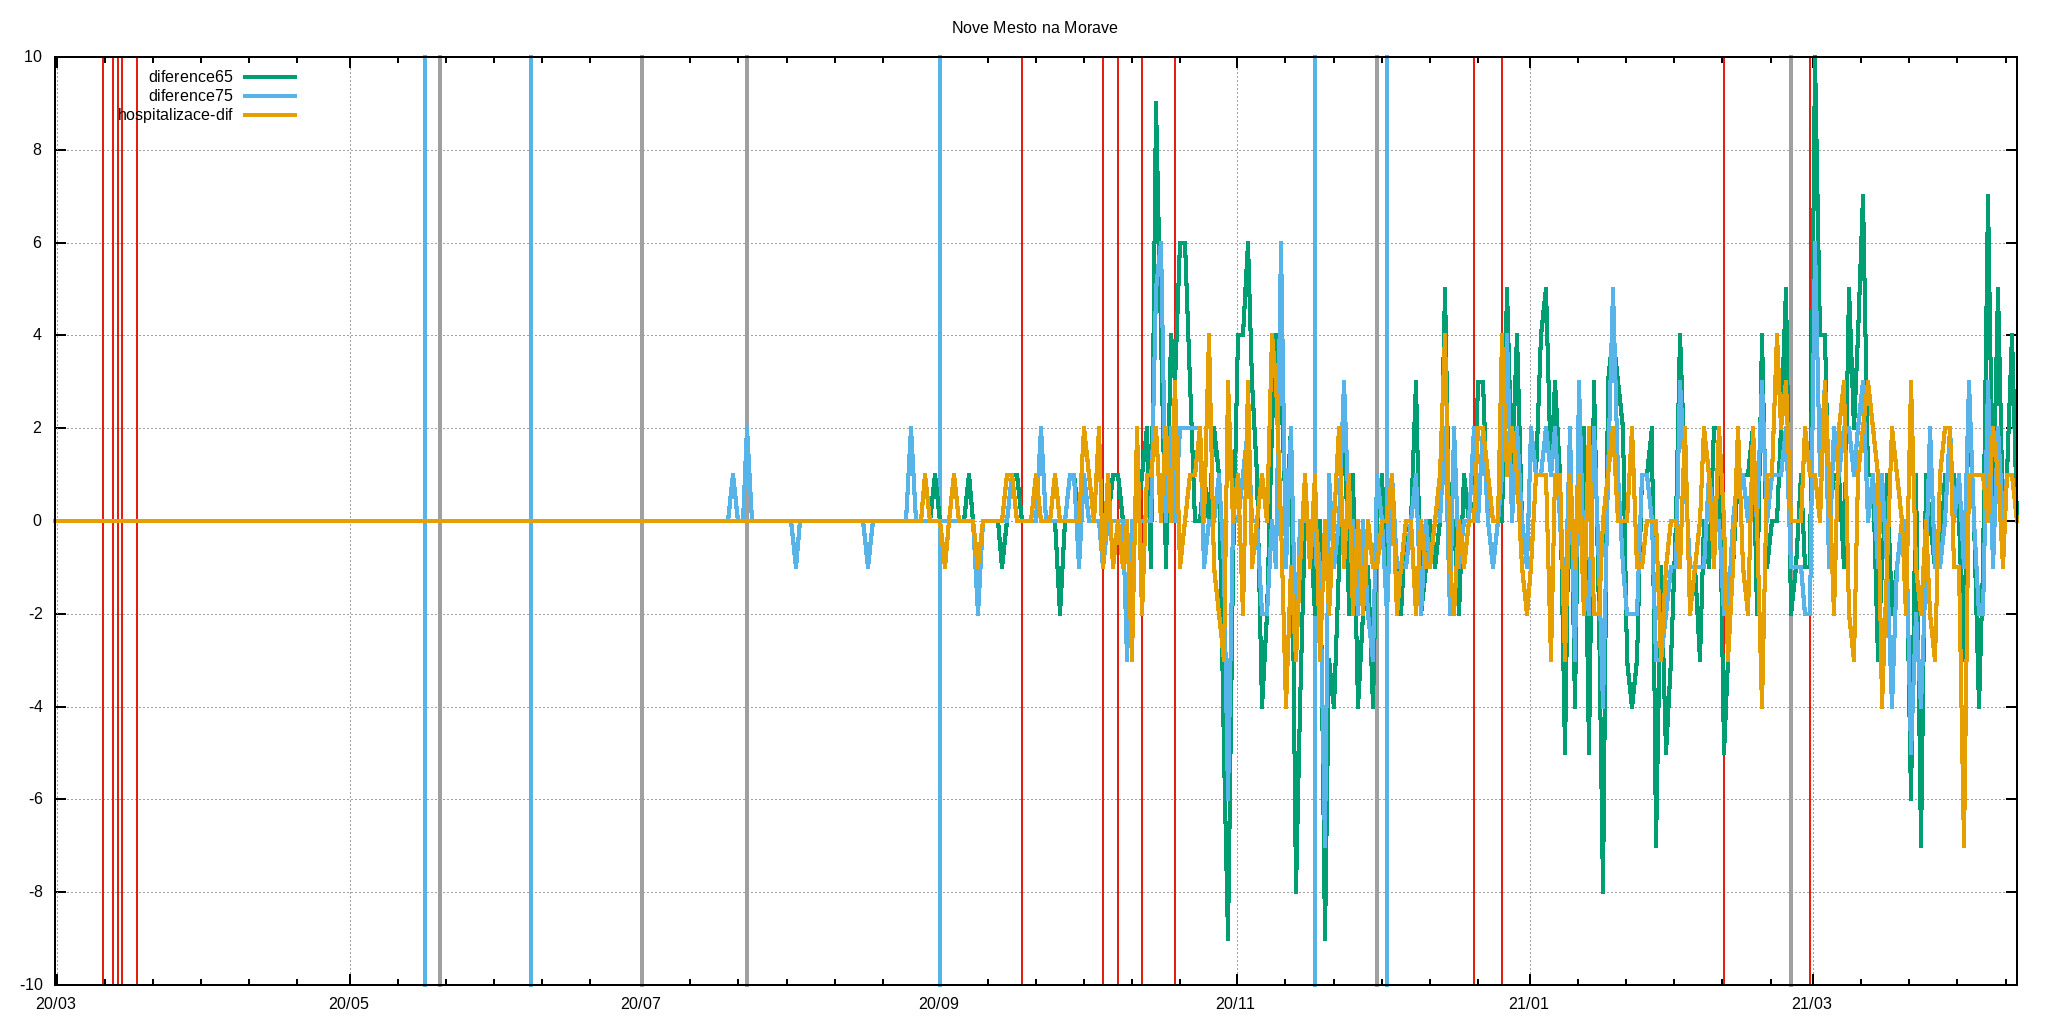 Nove Mesto na Morave
10
diference65
diference75
hospitalizace-dif
8
6
4
2
0
-2
-4
-6
-8
-10
20/03 20/05 20/07 20/09 20/11 21/01 21/03